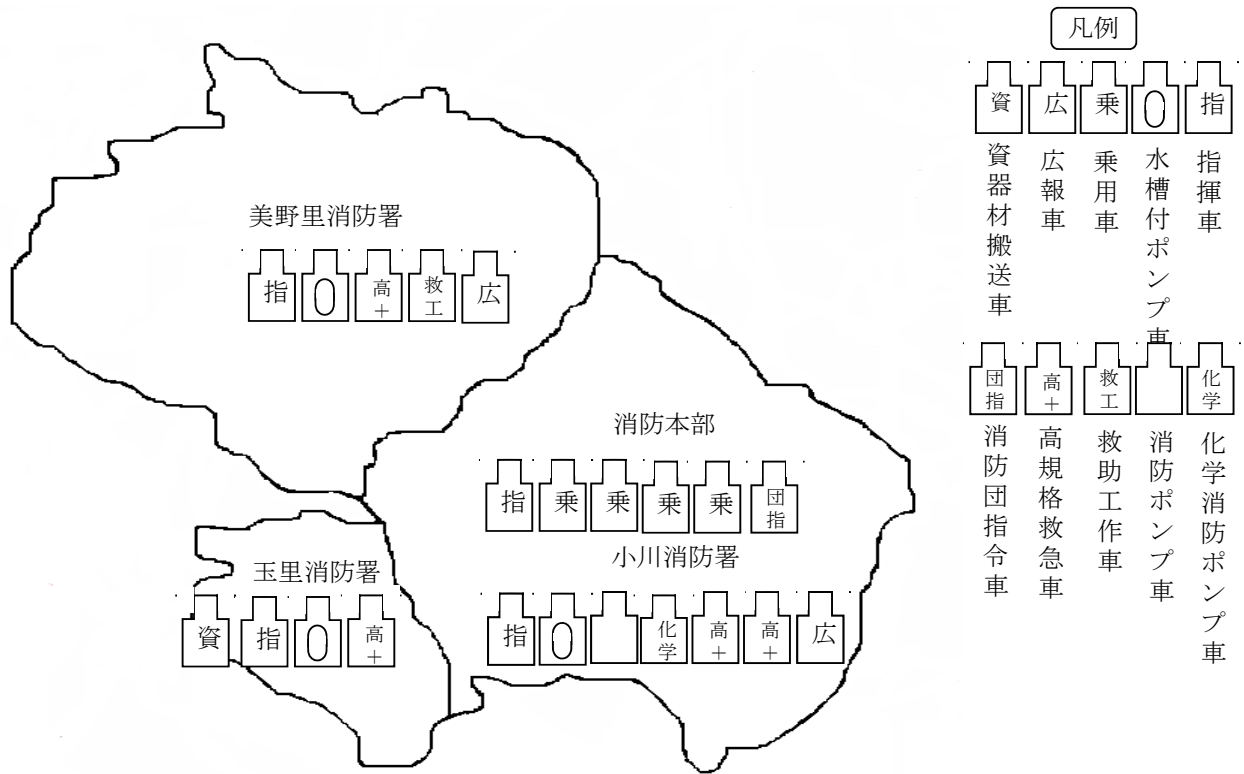 凡例
資 広 乗 0 指
資器材搬送車
広報車
乗用車
水槽付ポンプ車
指揮車
団指 高+ 救工 化学
消防団指令車
高規格救急車
救助工作車
消防ポンプ車
化学消防ポンプ車
美野里消防署
指 0 高+ 救工 広
消防本部
指 乗 乗 乗 乗 団指
小川消防署
指 0 化学 高+ 高+ 広
玉里消防署
資 指 0 高+